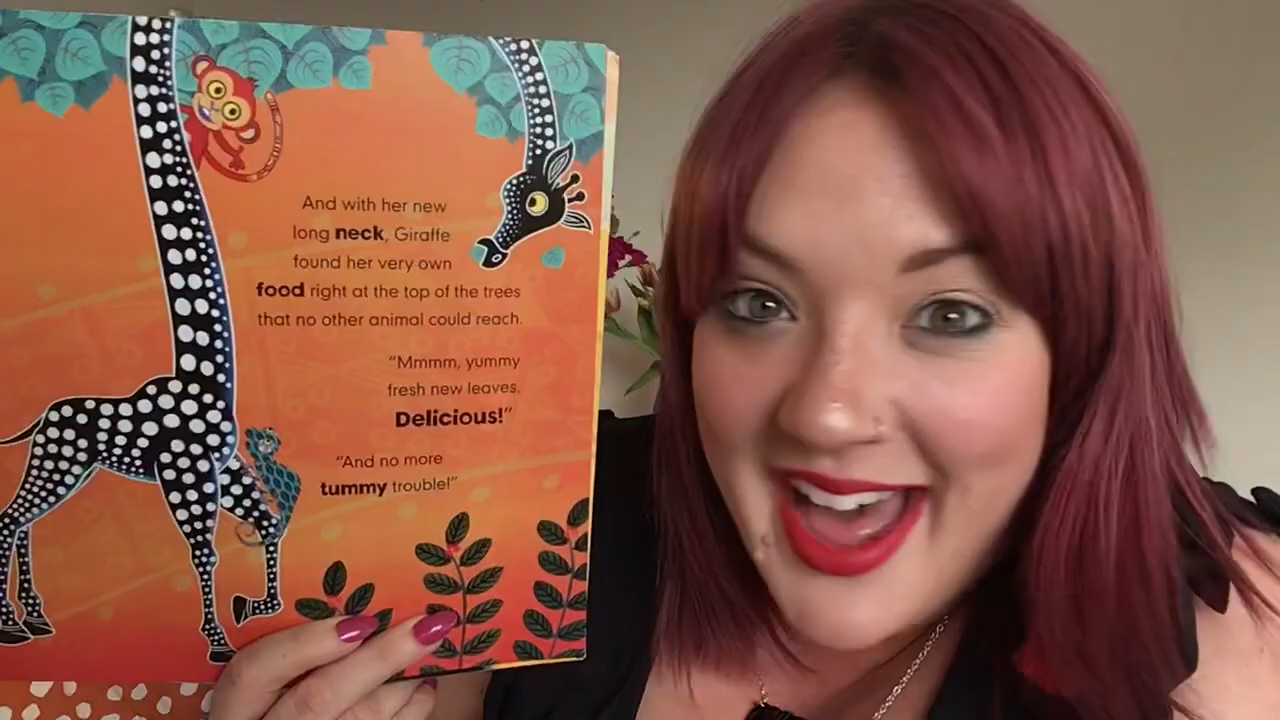 And with her new
long neck, Giraffe
found her very own
food right at the top of the trees
that no other animal could reach.
“Mmmm, yummy
fresh new leaves.
Delicious!”
“And no more
tummy trouble!”